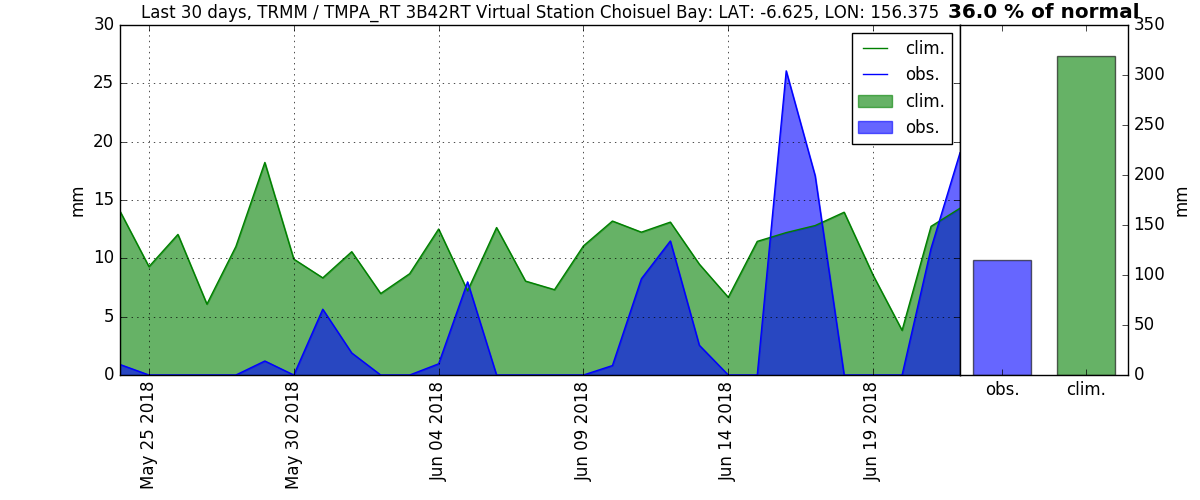 Last 30 days, TRMM / TMPA_RT 3B42RT Virtual Station Choisuel Bay: LAT: -6.625, LON: 156.375
36.0 % of normal
30
25
20
15
10
5
0
mm
clim.
obs.
clim.
obs.
May 25 2018
May 30 2018
Jun 04 2018
Jun 09 2018
Jun 14 2018
Jun 19 2018
350
300
250
200
150
100
50
0
mm
obs.
clim.